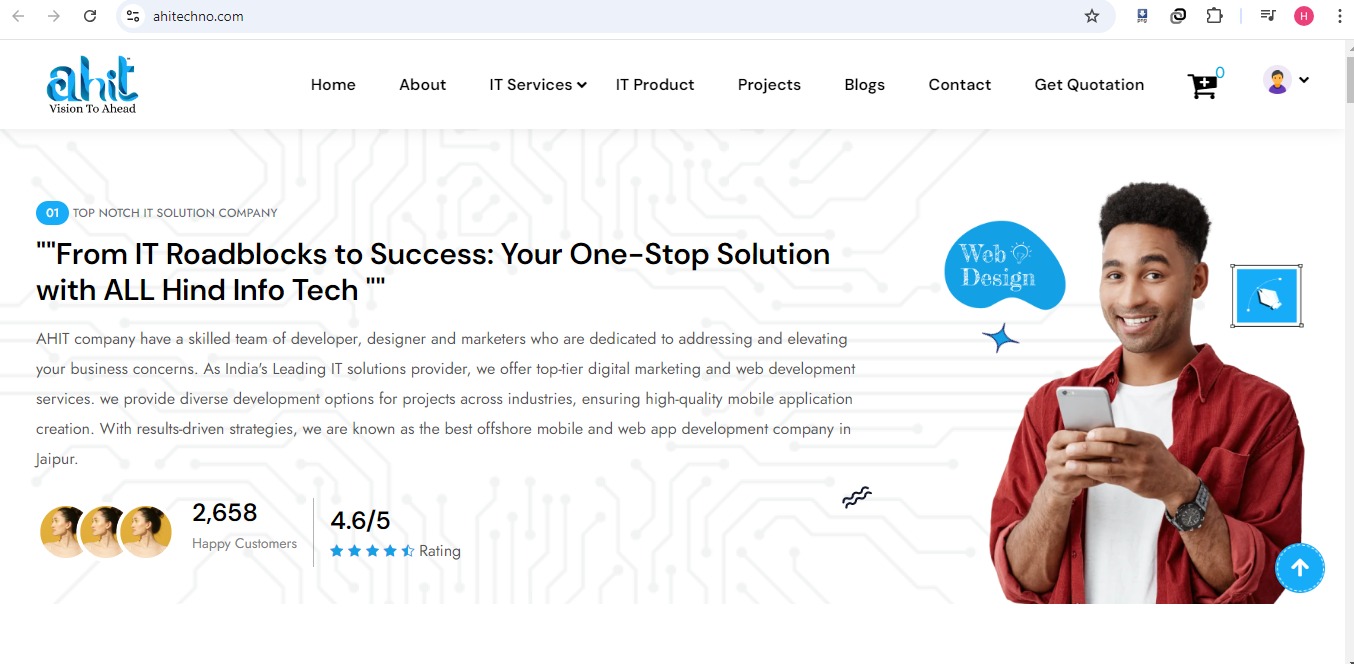 ahitechno.com
png
H
ahit
Vision To Ahead
Home About IT Services IT Product Projects Blogs Contact Get Quotation
0
01 TOP NOTCH IT SOLUTION COMPANY
""From IT Roadblocks to Success: Your One-Stop Solution
with ALL Hind Info Tech ""
AHIT company have a skilled team of developer, designer and marketers who are dedicated to addressing and elevating
your business concerns. As India's Leading IT solutions provider, we offer top-tier digital marketing and web development
services. we provide diverse development options for projects across industries, ensuring high-quality mobile application
creation. With results-driven strategies, we are known as the best offshore mobile and web app development company in
Jaipur.
2,658
Happy Customers
4.6/5
Rating
Web
Design